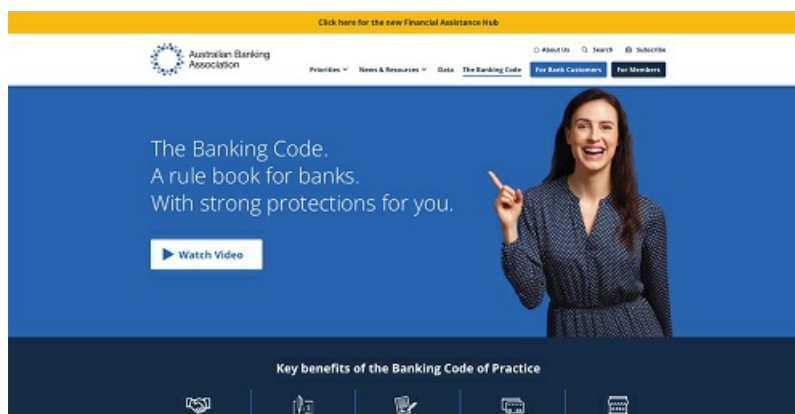 Click here for the new Financial Assistance Hub
About Us Search Subscribe
Australian Banking
Association
Priorities News & Resources Data The Banking Code For Bank Customers For Members
The Banking Code.
A rule book for banks.
With strong protections for you.
Watch Video
Key benefits of the Banking Code of Practice